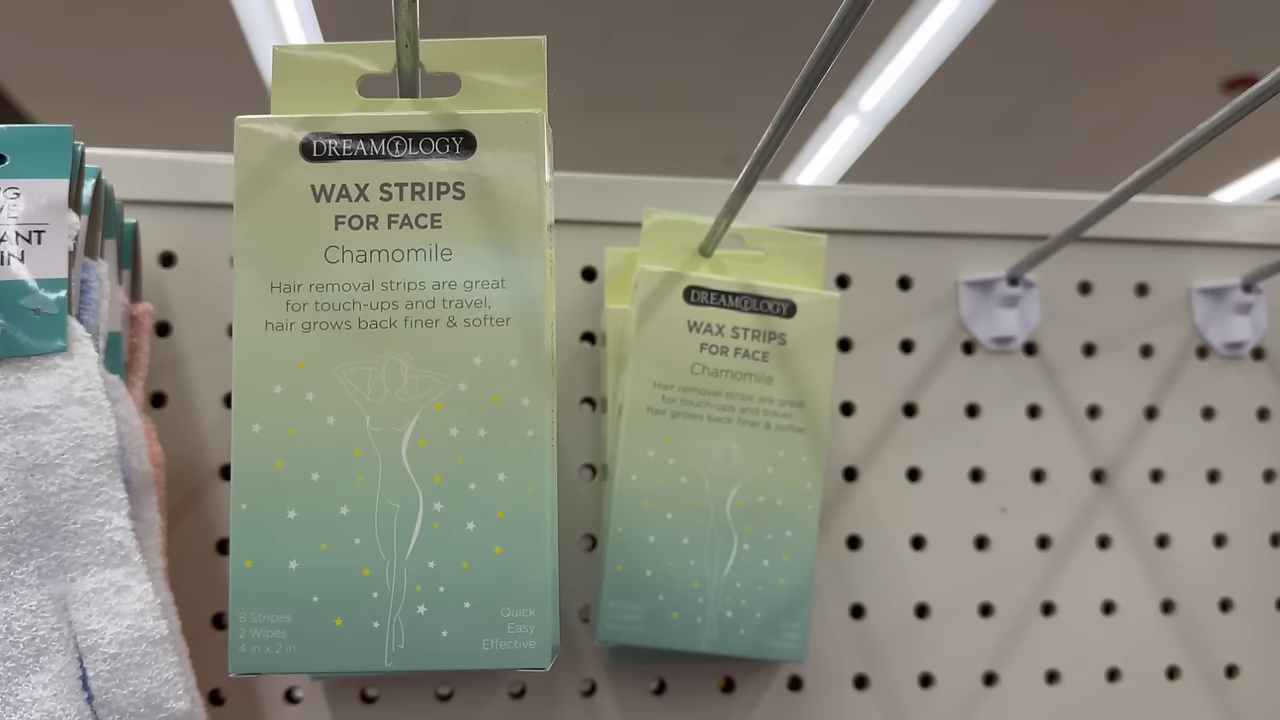 DREAMOLOGY
WAX STRIPS
FOR FACE
Chamomile
Hair removal strips are great
for touch-ups and travel,
hair grows back finer & softer
8 Stripes
2 Wipes
4 in x 2 in
Quick
Easy
Effective
DREAMOLOGY
WAX STRIPS
FOR FACE
Chamomile
Hair removal strips are great
for touch-ups and travel,
hair grows back finer & softer